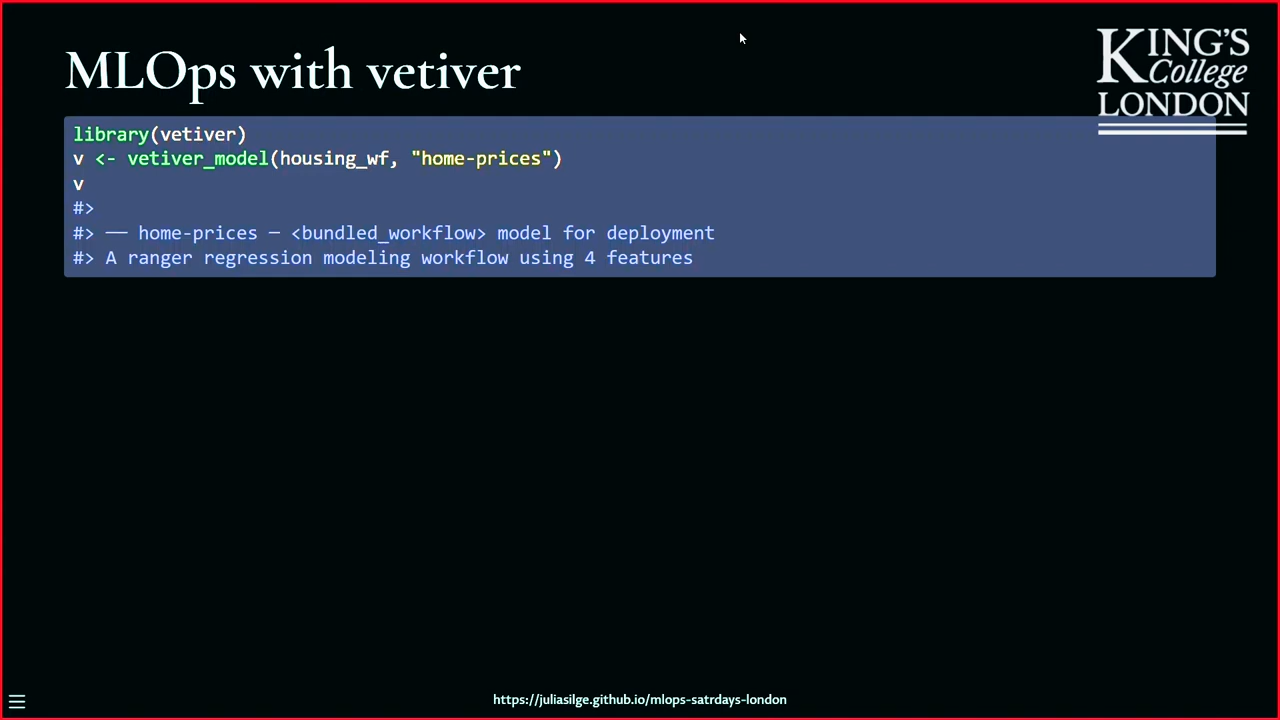 MLOps with vetiver
KING'S
College
LONDON
library(vetiver)
v <- vetiver_model(housing_wf, "home-prices")
v
#>
#> ── home-prices ─ <bundled_workflow> model for deployment
#> A ranger regression modeling workflow using 4 features
https://juliasilge.github.io/mlops-satrdays-london